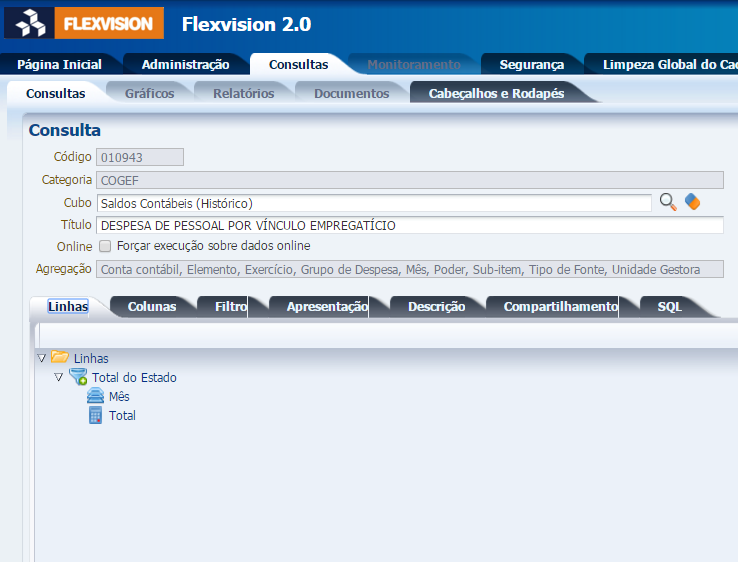 FLEXVISION Flexvision 2.0
Página Inicial Administração Consultas Monitoramento Segurança Limpeza Global do Cac
Consultas Gráficos Relatórios Documentos Cabeçalhos e Rodapés
Consulta
Código 010943
Categoria COGEF
Cubo Saldos Contábeis (Histórico)
Título DESPESA DE PESSOAL POR VÍNCULO EMPREGATÍCIO
Online Forçar execução sobre dados online
Agregação Conta contábil, Elemento, Exercício, Grupo de Despesa, Mês, Poder, Sub-item, Tipo de Fonte, Unidade Gestora
Linhas Colunas Filtro Apresentação Descrição Compartilhamento SQL
Linhas
Total do Estado
Mês
Total